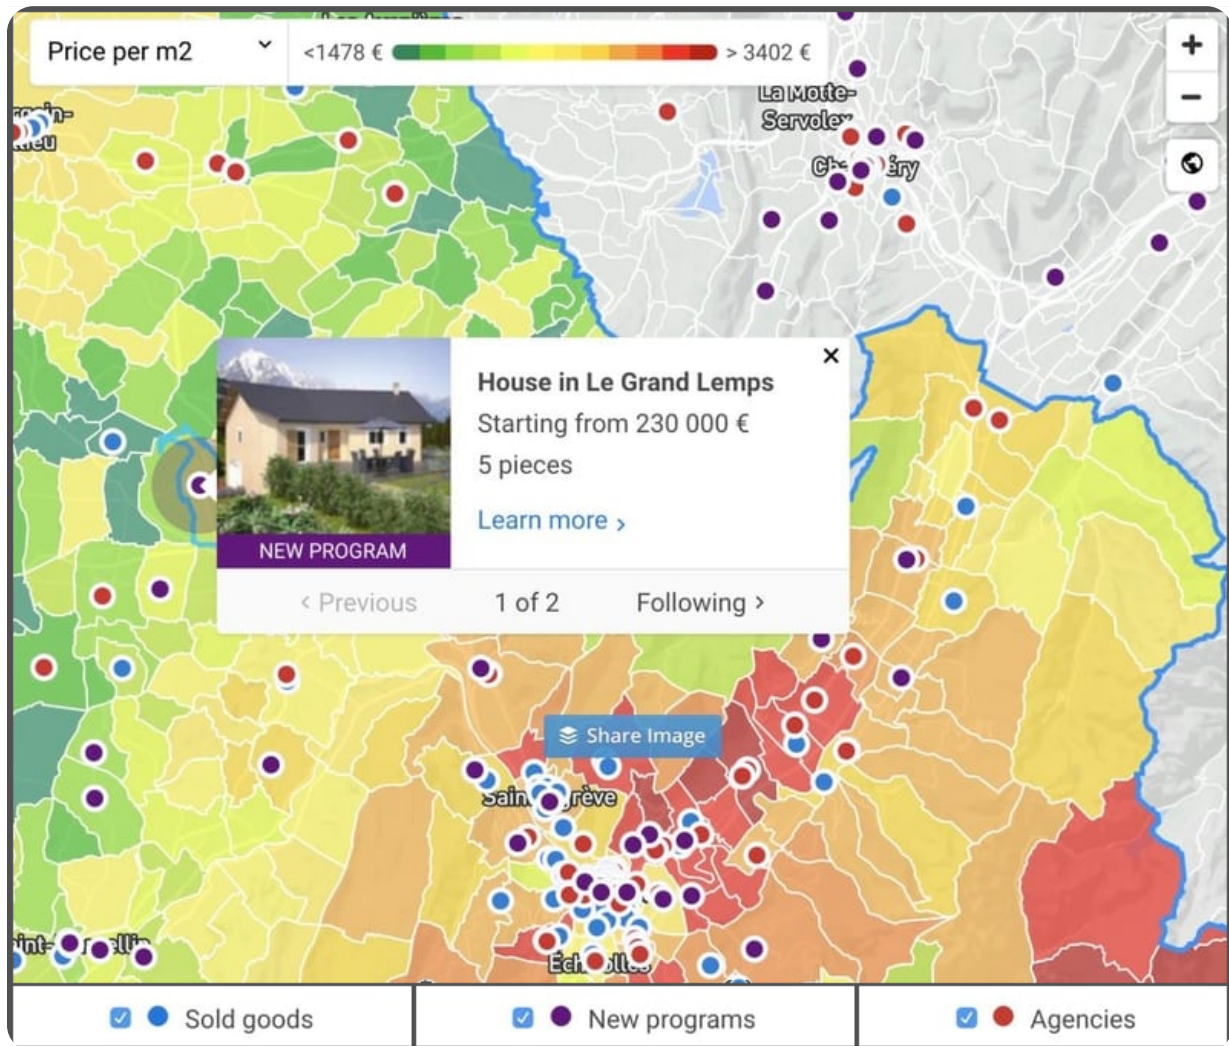 Price per m2
<1478 €
> 3402 €
+
−
La Motte-
Servolex
House in Le Grand Lemps
Starting from 230 000 €
5 pieces
Learn more >
NEW PROGRAM
< Previous
1 of 2
Following >
Share Image
Sold goods
New programs
Agencies